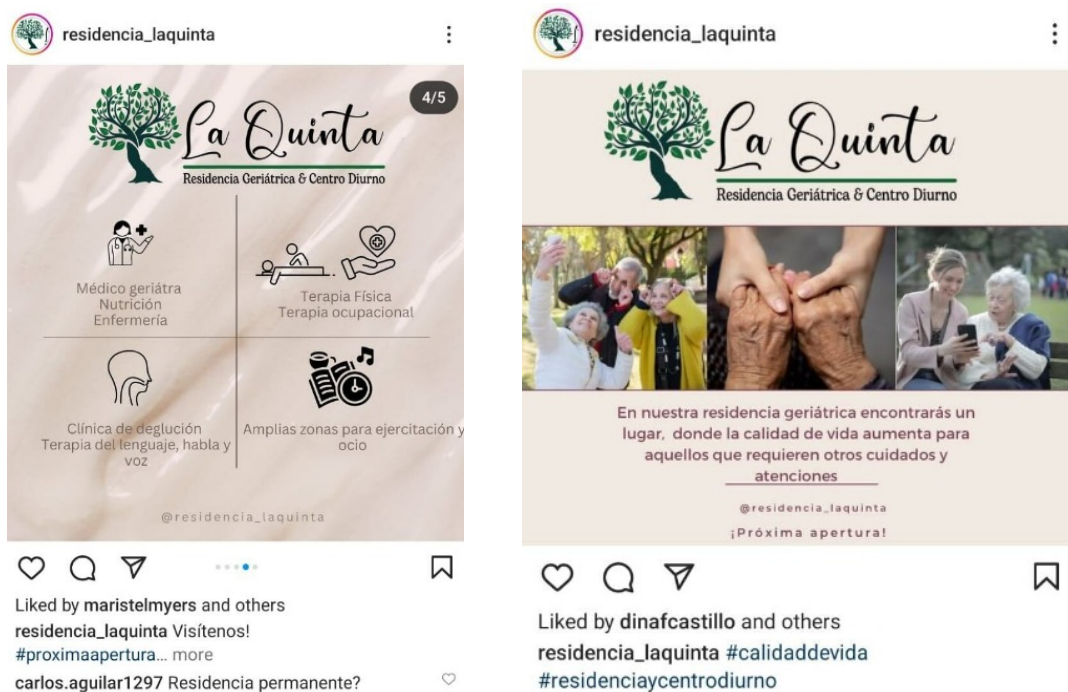 residencia_laquinta
4/5
La Quinta
Residencia Geriátrica & Centro Diurno
Médico geriátra
Nutrición
Enfermería
Terapia Física
Terapia ocupacional
Clínica de deglución
Terapia del lenguaje, habla y
voz
Amplias zonas para ejercitación y
ocio
@residencia_laquinta
Liked by maristelmyers and others
residencia_laquinta Visítenos!
#proximaapertura... more
carlos.aguilar1297 Residencia permanente?
residencia_laquinta
La Quinta
Residencia Geriátrica & Centro Diurno
En nuestra residencia geriátrica encontrarás un
lugar, donde la calidad de vida aumenta para
aquellos que requieren otros cuidados y
atenciones
@residencia_laquinta
¡Próxima apertura!
Liked by dinafcastillo and others
residencia_laquinta #calidaddevida
#residenciaycentrodiurno